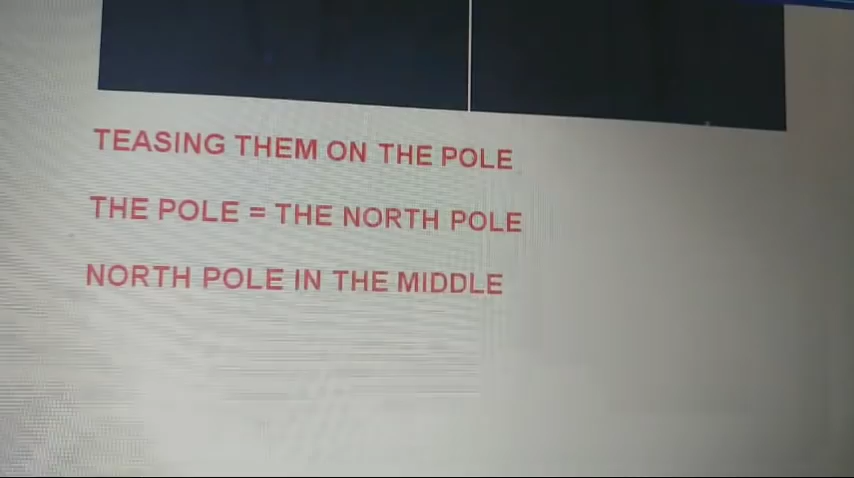 TEASING THEM ON THE POLE
THE POLE = THE NORTH POLE
NORTH POLE IN THE MIDDLE